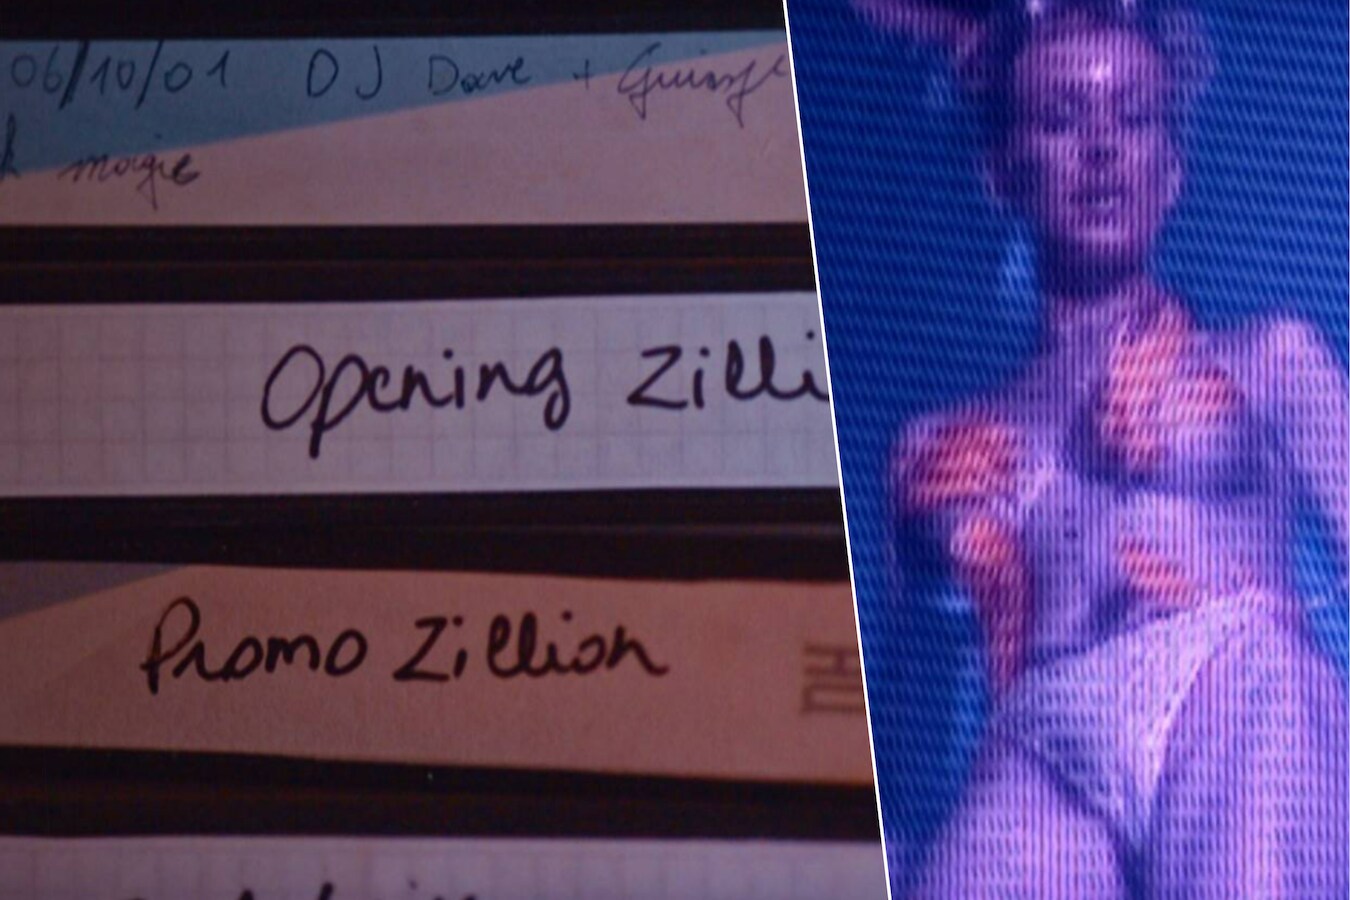 06/10/01 DJ Dave +
magic
Opening Zilli
Promo Zillion